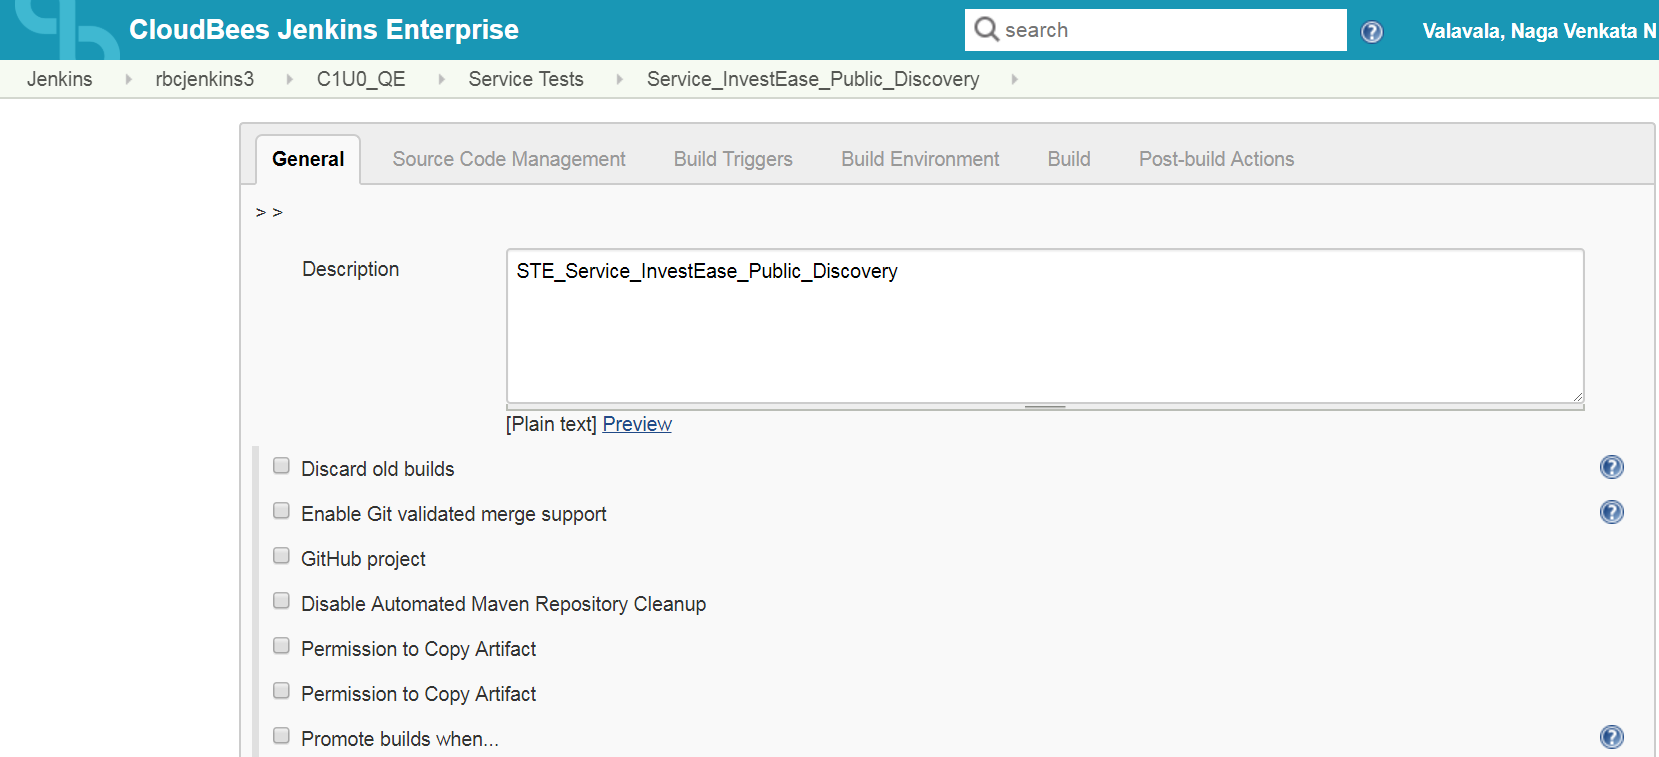 CloudBees Jenkins Enterprise
search
Valavala, Naga Venkata N
Jenkins rbcjenkins3 C1U0_QE Service Tests Service_InvestEase_Public_Discovery
General Source Code Management Build Triggers Build Environment Build Post-build Actions
> >
Description
STE_Service_InvestEase_Public_Discovery
[Plain text] Preview
Discard old builds
Enable Git validated merge support
GitHub project
Disable Automated Maven Repository Cleanup
Permission to Copy Artifact
Permission to Copy Artifact
Promote builds when...